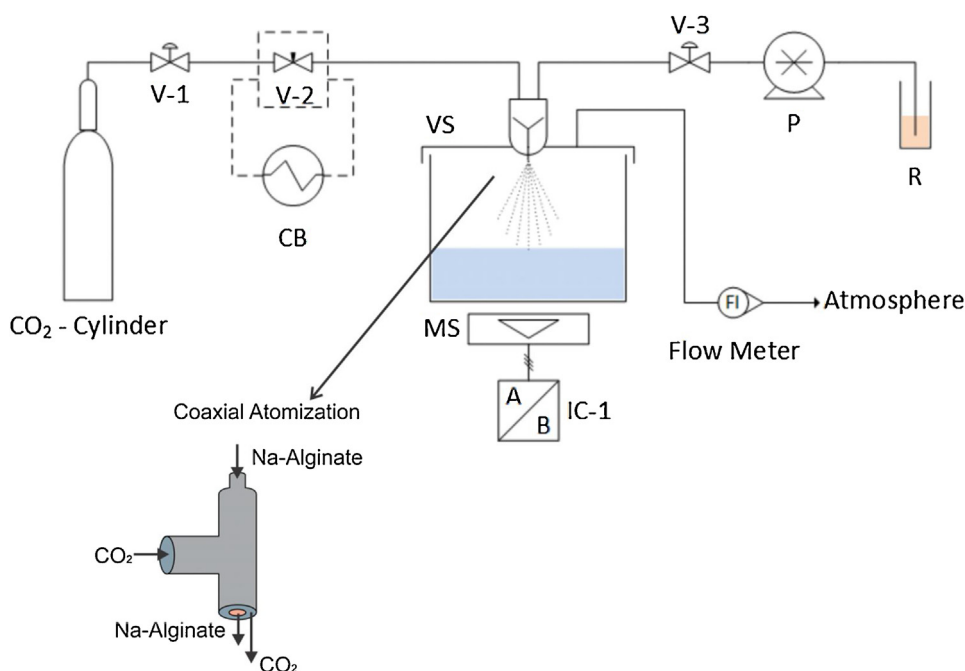 V-3
V-1
V-2
VS
P
R
CB
CO₂ - Cylinder
MS
FI
Atmosphere
Flow Meter
A
B
IC-1
Coaxial Atomization
Na-Alginate
CO₂
Na-Alginate
CO₂